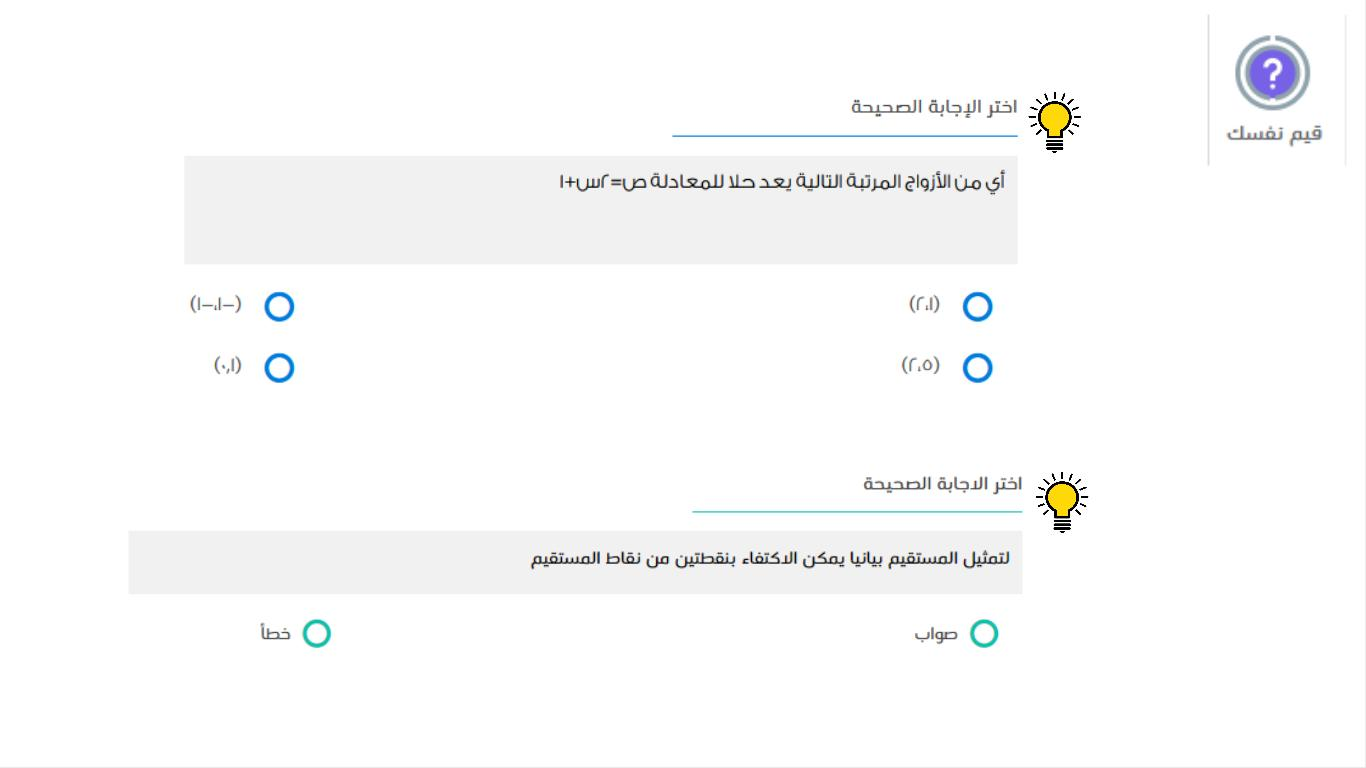 ?
قيم نفسك
اختر الإجابة الصحيحة
أي من الأزواج المرتبة التالية يعد حلا للمعادلة ص=٢س+١
(٢،١)
(-١،-١)
(٢،٥)
(٠,١)
اختر الاجابة الصحيحة
لتمثيل المستقيم بيانيا يمكن الاكتفاء بنقطتين من نقاط المستقيم
صواب
خطأ